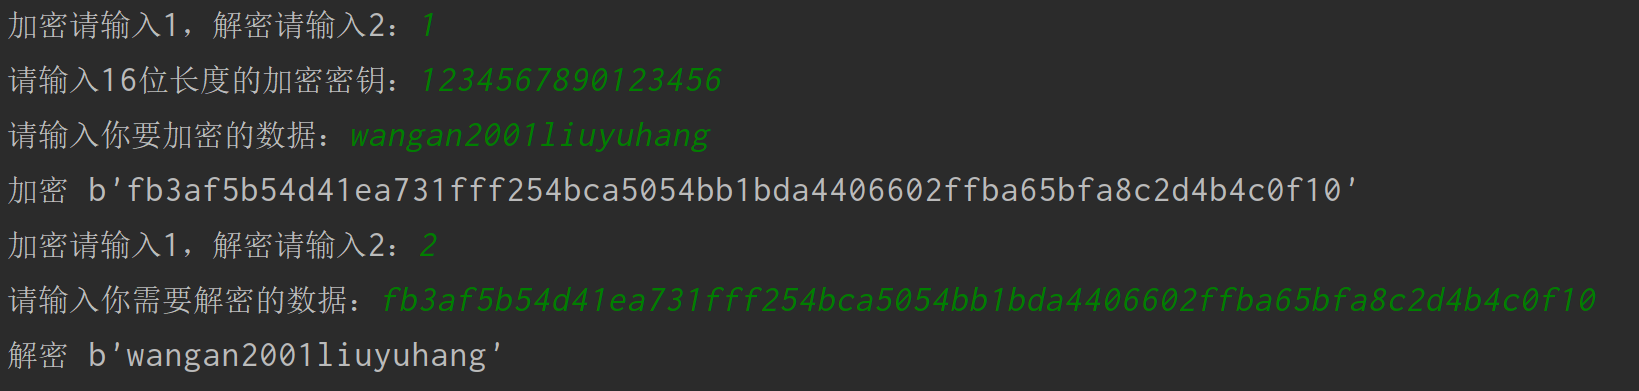 加密请输入1，解密请输入2：1
请输入16位长度的加密密钥：1234567890123456
请输入你要加密的数据：wangan2001liuyuhang
加密 b'fb3af5b54d41ea731fff254bca5054bb1bda4406602ffba65bfa8c2d4b4c0f10'
加密请输入1，解密请输入2：2
请输入你需要解密的数据：fb3af5b54d41ea731fff254bca5054bb1bda4406602ffba65bfa8c2d4b4c0f10
解密 b'wangan2001liuyuhang'